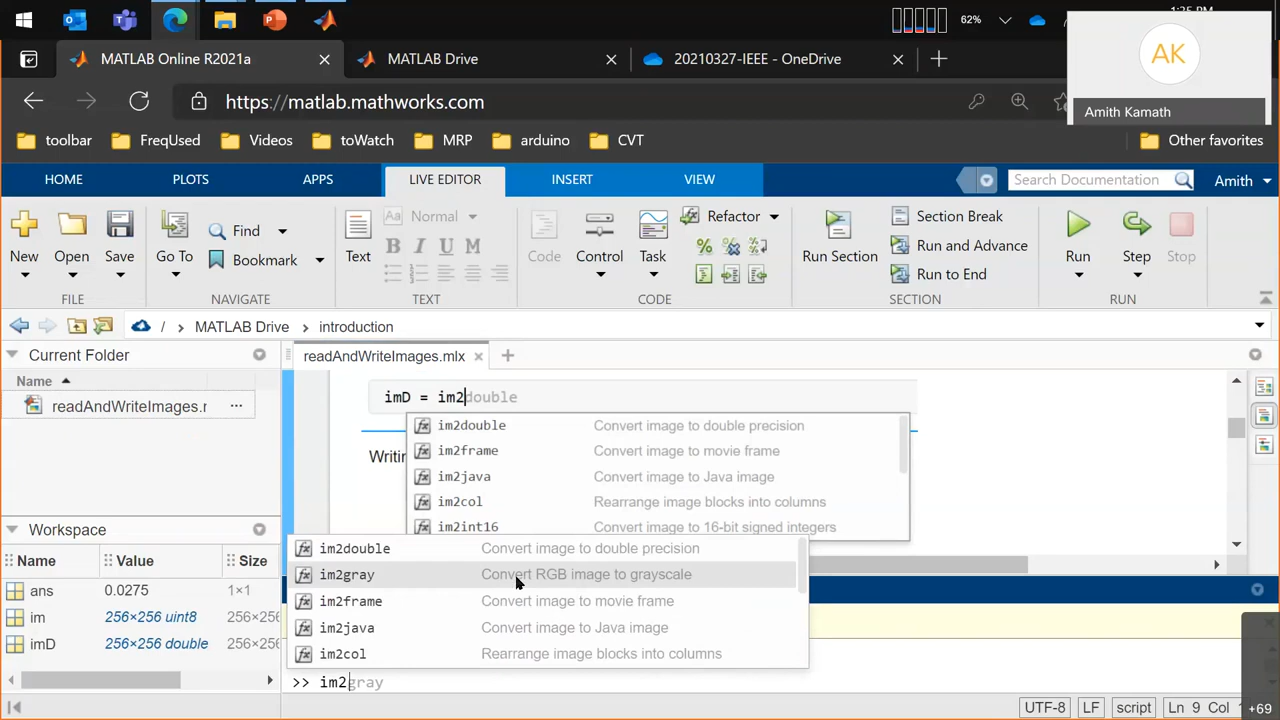 62%
AK
Amith Kamath
MATLAB Online R2021a
MATLAB Drive
20210327-IEEE - OneDrive
https://matlab.mathworks.com
toolbar
FreqUsed
Videos
toWatch
MRP
arduino
CVT
Other favorites
HOME
PLOTS
APPS
LIVE EDITOR
INSERT
VIEW
Search Documentation
Amith
New
Open
Save
Go To
Find
Bookmark
Text
Aa Normal
B I U M
Code
Control
Task
Refactor
Run Section
Section Break
Run and Advance
Run to End
Run
Step
Stop
FILE
NAVIGATE
TEXT
CODE
SECTION
RUN
/ MATLAB Drive introduction
Current Folder
readAndWriteImages.mlx
Name
readAndWriteImages.r
imD = im2double
im2double Convert image to double precision
im2frame Convert image to movie frame
im2java Convert image to Java image
im2col Rearrange image blocks into columns
im2int16 Convert image to 16-bit signed integers
Writin
Workspace
Name Value Size
ans 0.0275 1×1
im 256×256 uint8 256×25
imD 256×256 double 256×25
im2double Convert image to double precision
im2gray Convert RGB image to grayscale
im2frame Convert image to movie frame
im2java Convert image to Java image
im2col Rearrange image blocks into columns
>> im2gray
UTF-8
LF
script
Ln 9 Col
+69